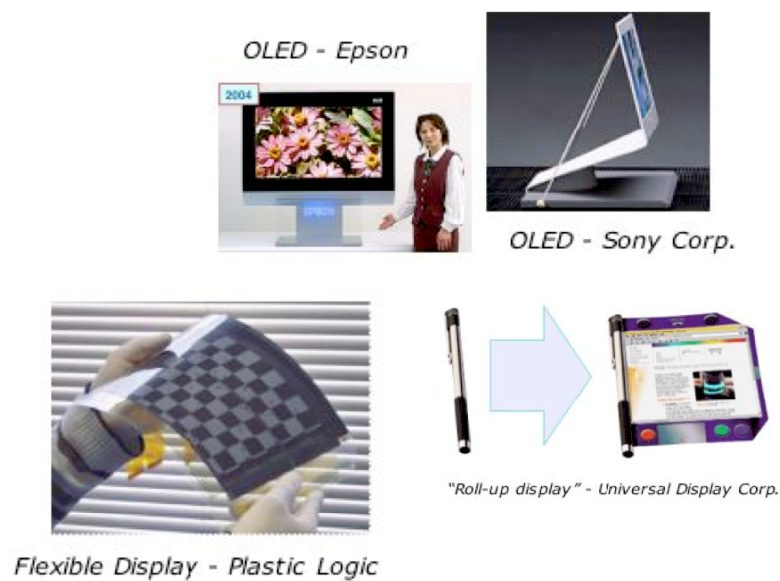 OLED - Epson
2004
EPSON
OLED - Sony Corp.
"Roll-up display" - Universal Display Corp.
Flexible Display - Plastic Logic